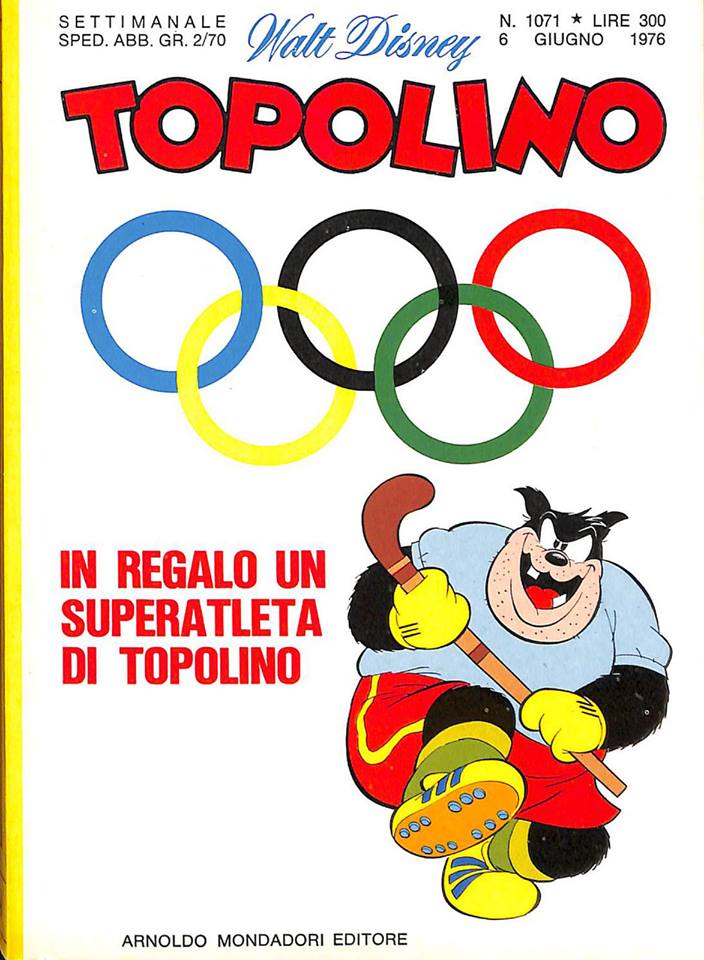 SETTIMANALE
SPED. ABB. GR. 2/70
Walt Disney
N. 1071 ★ LIRE 300
6 GIUGNO 1976
TOPOLINO
IN REGALO UN
SUPERATLETA
DI TOPOLINO
ARNOLDO MONDADORI EDITORE